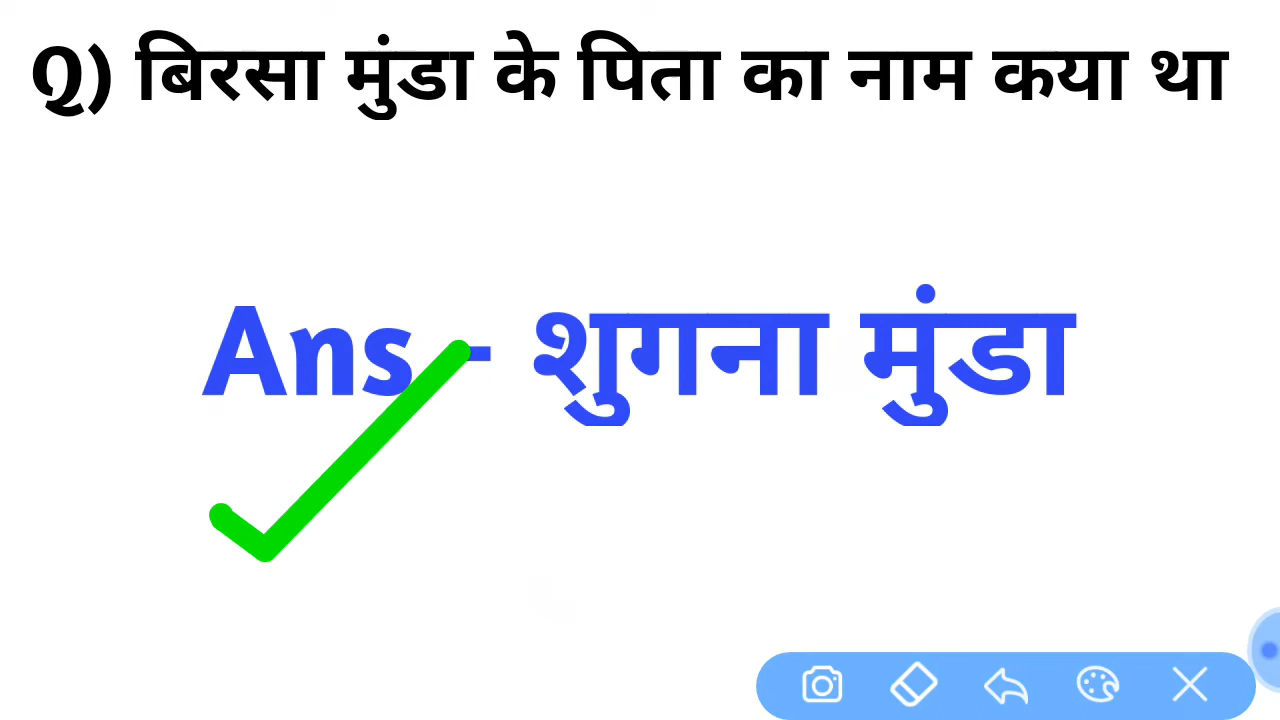 Q) बिरसा मुंडा के पिता का नाम कया था
Ans - शुगना मुंडा